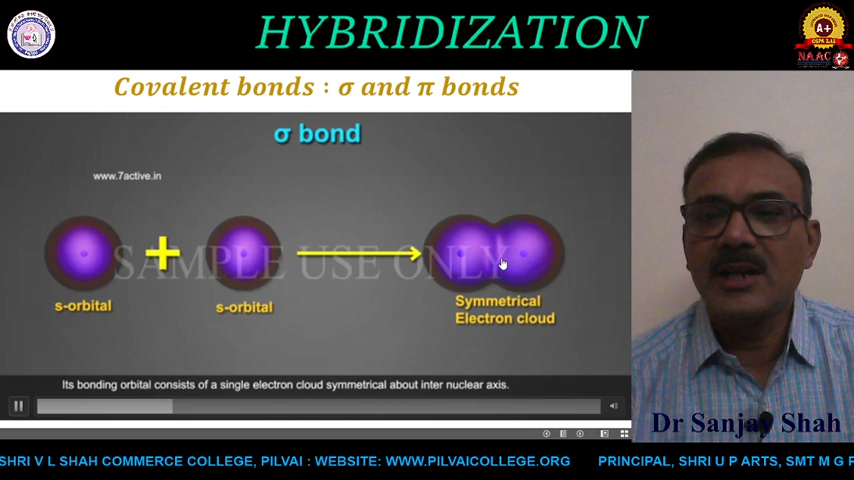 HYBRIDIZATION
A+
NAAC
Covalent bonds : σ and π bonds
σ bond
www.7active.in
SAMPLE USE ONLY
s-orbital
s-orbital
Symmetrical
Electron cloud
Its bonding orbital consists of a single electron cloud symmetrical about inter nuclear axis.
Dr Sanjay Shah
SHRI V L SHAH COMMERCE COLLEGE, PILVAI : WEBSITE: WWW.PILVAICOLLEGE.ORG PRINCIPAL, SHRI U P ARTS, SMT M G P